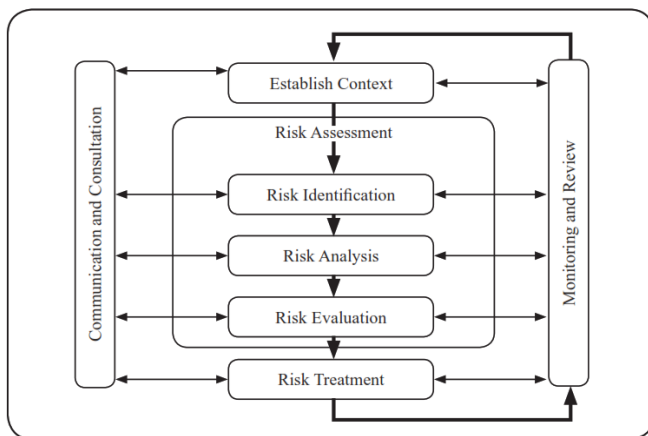 Establish Context
Risk Assessment
Risk Identification
Risk Analysis
Risk Evaluation
Risk Treatment
Communication and Consultation
Monitoring and Review